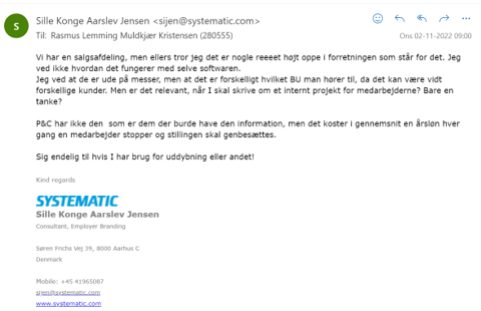 S
Sille Konge Aarslev Jensen <sijen@systematic.com>
Til: Rasmus Lemming Muldkjær Kristensen (280555)
Ons 02-11-2022 09:00
Vi har en salgsafdeling, men ellers tror jeg det er nogle reeeet højt oppe i forretningen som står for det. Jeg
ved ikke hvordan det fungerer med selve softwaren.
Jeg ved at de er ude på messer, men at det er forskelligt hvilket BU man hører til, da det kan være vidt
forskellige kunder. Men er det relevant, når I skal skrive om et internt projekt for medarbejderne? Bare en
tanke?
P&C har ikke den som er dem der burde have den information, men det koster i gennemsnit en årsløn hver
gang en medarbejder stopper og stillingen skal genbesættes.
Sig endelig til hvis I har brug for uddybning eller andet!
Kind regards
SYSTEMATIC
Sille Konge Aarslev Jensen
Consultant, Employer Branding
Søren Frichs Vej 39, 8000 Aarhus C
Denmark
Mobile: +45 41965087
sijen@systematic.com
www.systematic.com